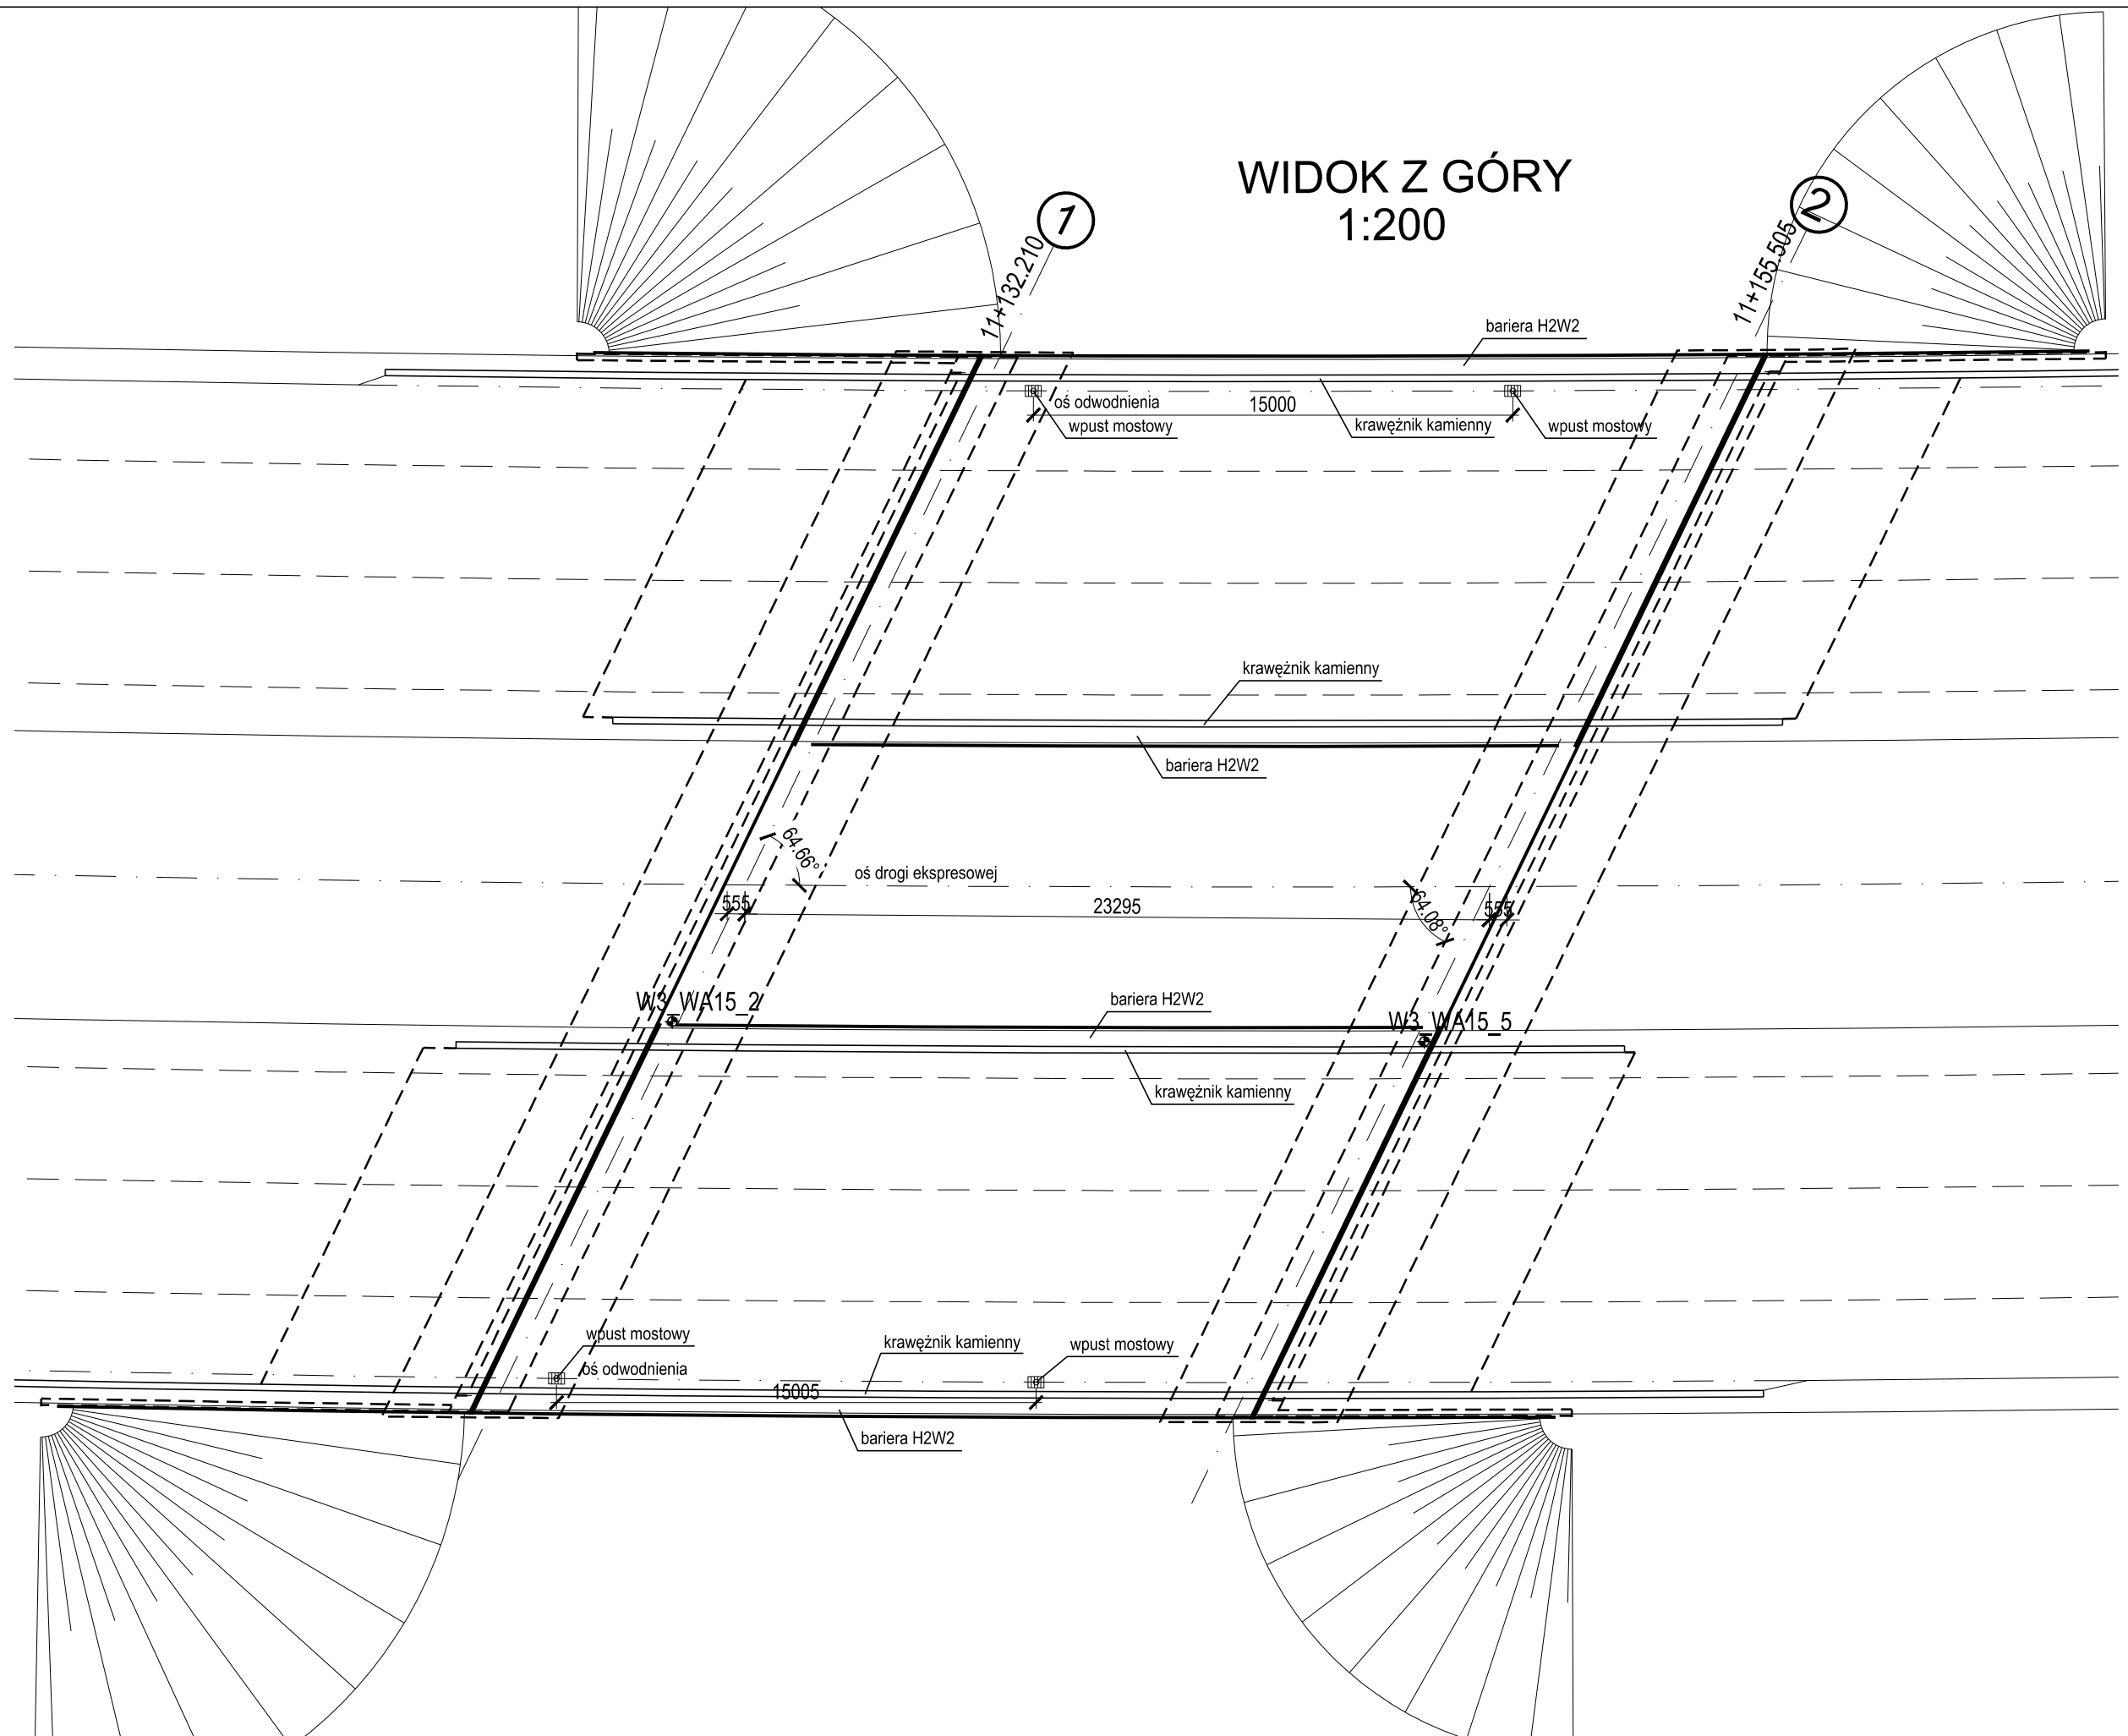 WIDOK Z GÓRY
1:200
1
2
11+132.210
11+155.505
bariera H2W2
oś odwodnienia
15000
wpust mostowy
krawężnik kamienny
wpust mostowy
krawężnik kamienny
bariera H2W2
64.66°
oś drogi ekspresowej
555
23295
64.08°
555
bariera H2W2
W3_WA15_2
W3_WA15_5
krawężnik kamienny
wpust mostowy
krawężnik kamienny
wpust mostowy
oś odwodnienia
15005
bariera H2W2